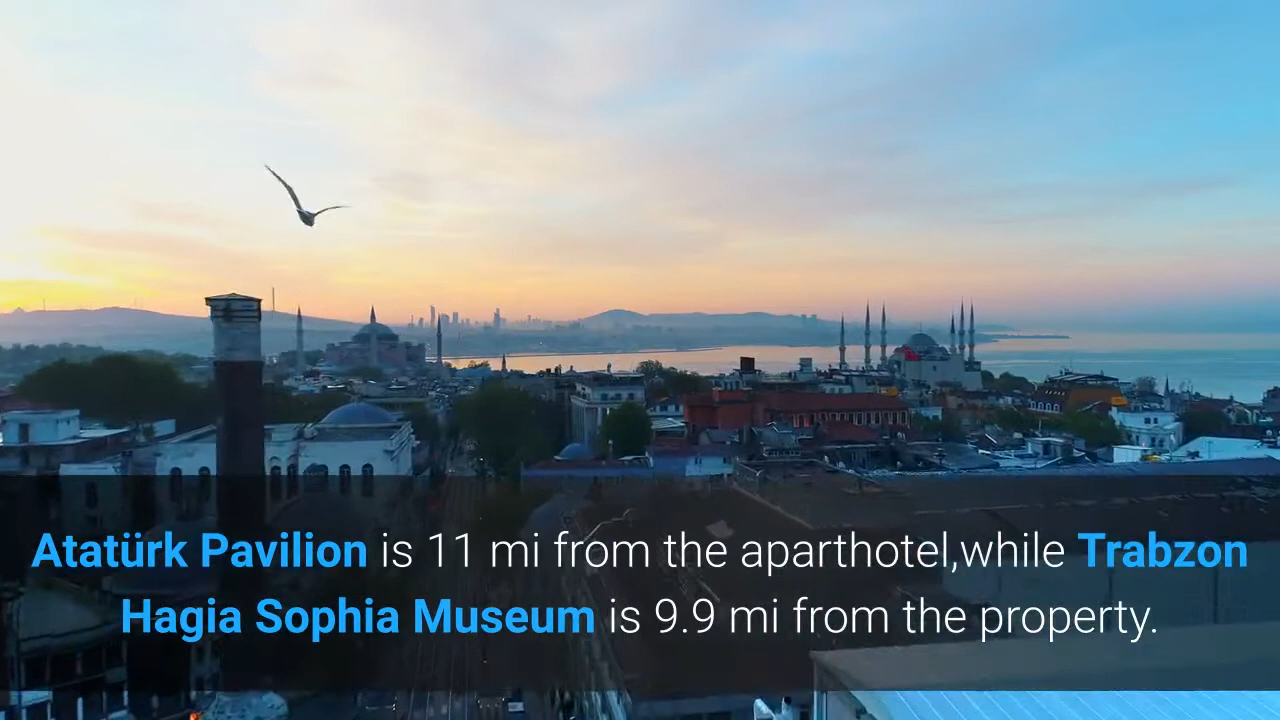 Atatürk Pavilion is 11 mi from the aparthotel,while Trabzon
Hagia Sophia Museum is 9.9 mi from the property.